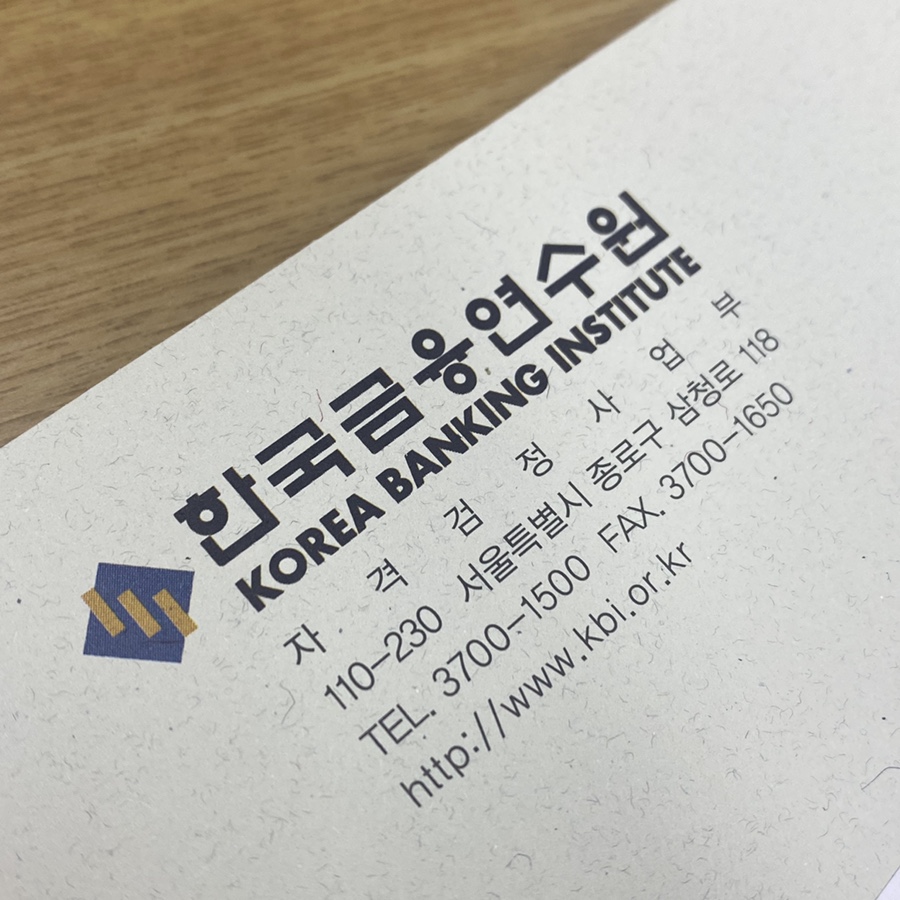 한국금융연수원
KOREA BANKING INSTITUTE
자격검정사업부
110-230 서울특별시 종로구 삼청로 118
TEL. 3700-1500 FAX. 3700-1650
http://www.kbi.or.kr